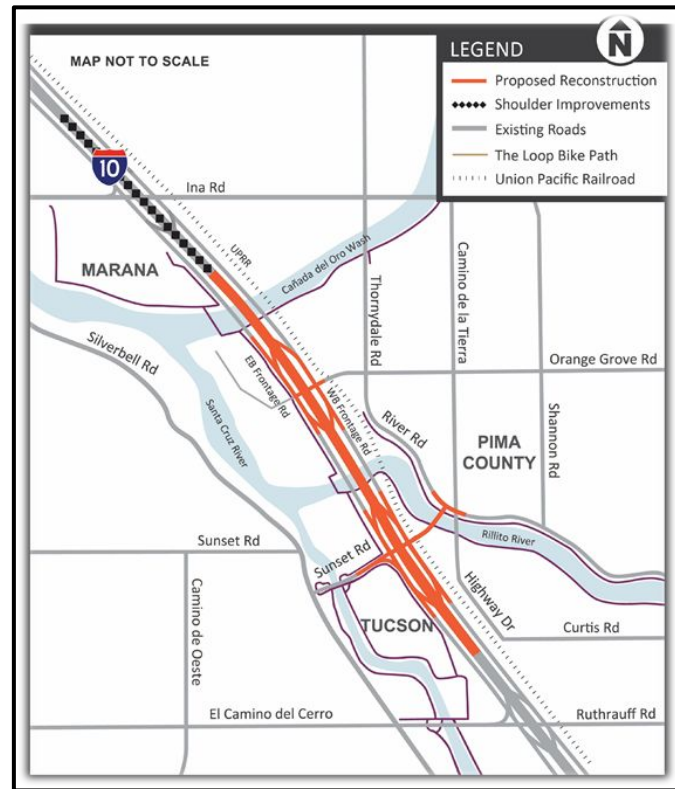 MAP NOT TO SCALE
LEGEND
N
Proposed Reconstruction
Shoulder Improvements
Existing Roads
The Loop Bike Path
Union Pacific Railroad
10
Ina Rd
UPRR
MARANA
Cañada del Oro Wash
Thornydale Rd
Camino de la Tierra
Silverbell Rd
EB Frontage Rd
WB Frontage Rd
Orange Grove Rd
Santa Cruz River
River Rd
Shannon Rd
PIMA
COUNTY
Sunset Rd
Sunset Rd
Rillito River
Camino de Oeste
TUCSON
Highway Dr
Curtis Rd
El Camino del Cerro
Ruthrauff Rd